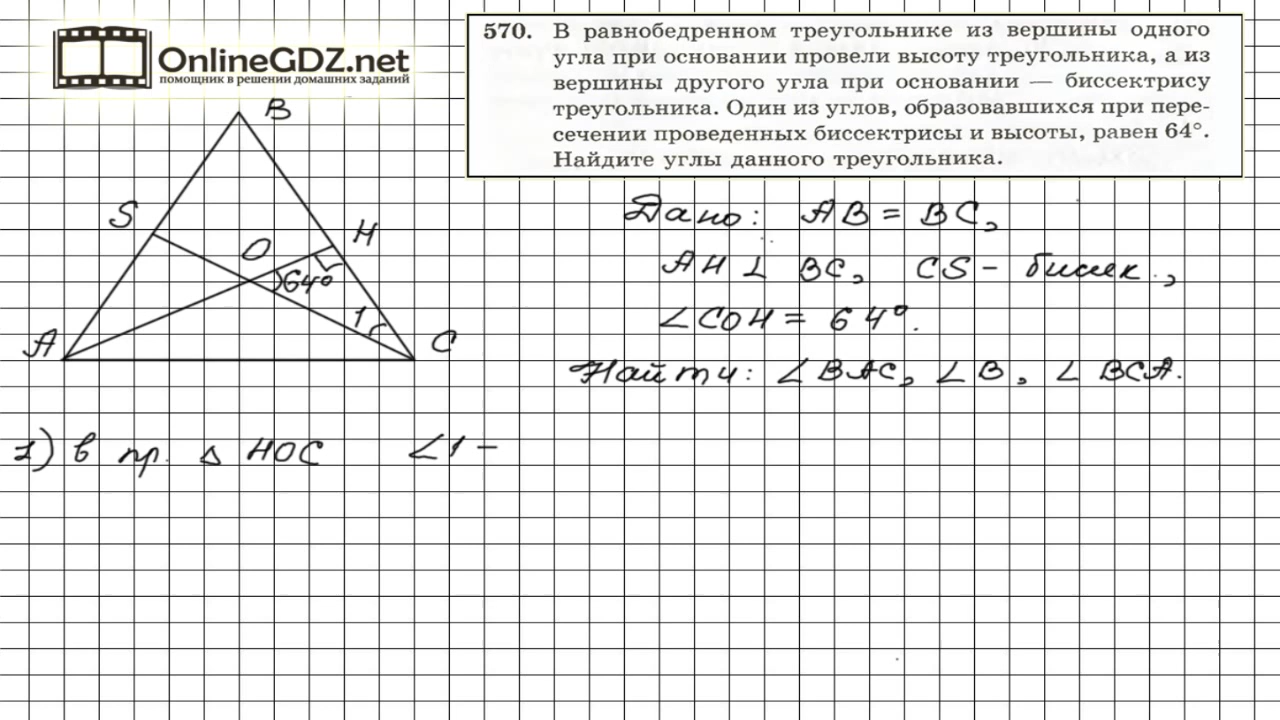 OnlineGDZ.net
помощник в решении домашних заданий
570. В равнобедренном треугольнике из вершины одного
угла при основании провели высоту треугольника, а из
вершины другого угла при основании — биссектрису
треугольника. Один из углов, образовавшихся при пере-
сечении проведенных биссектрисы и высоты, равен 64°.
Найдите углы данного треугольника.
B
S
H
O
64°
1
A
C
Дано: AB = BC,
AH ⊥ BC, CS - бисек.,
∠COH = 64°.
Найти: ∠BAC, ∠B, ∠BCA.
1) в пр. △ HOC ∠1 –